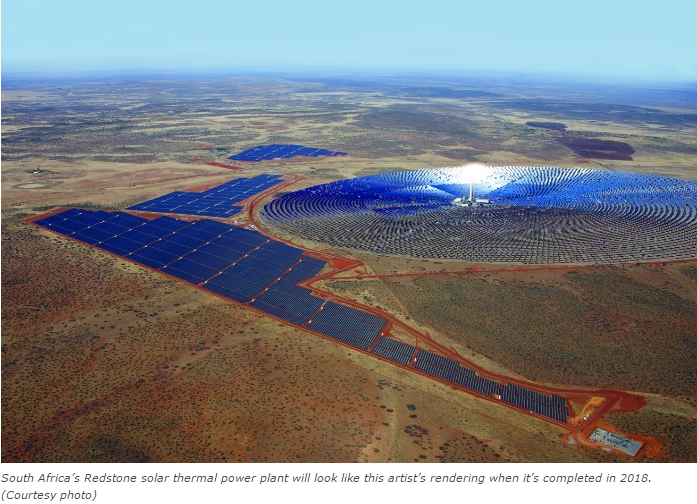 South Africa’s Redstone solar thermal power plant will look like this artist’s rendering when it’s completed in 2018.
(Courtesy photo)